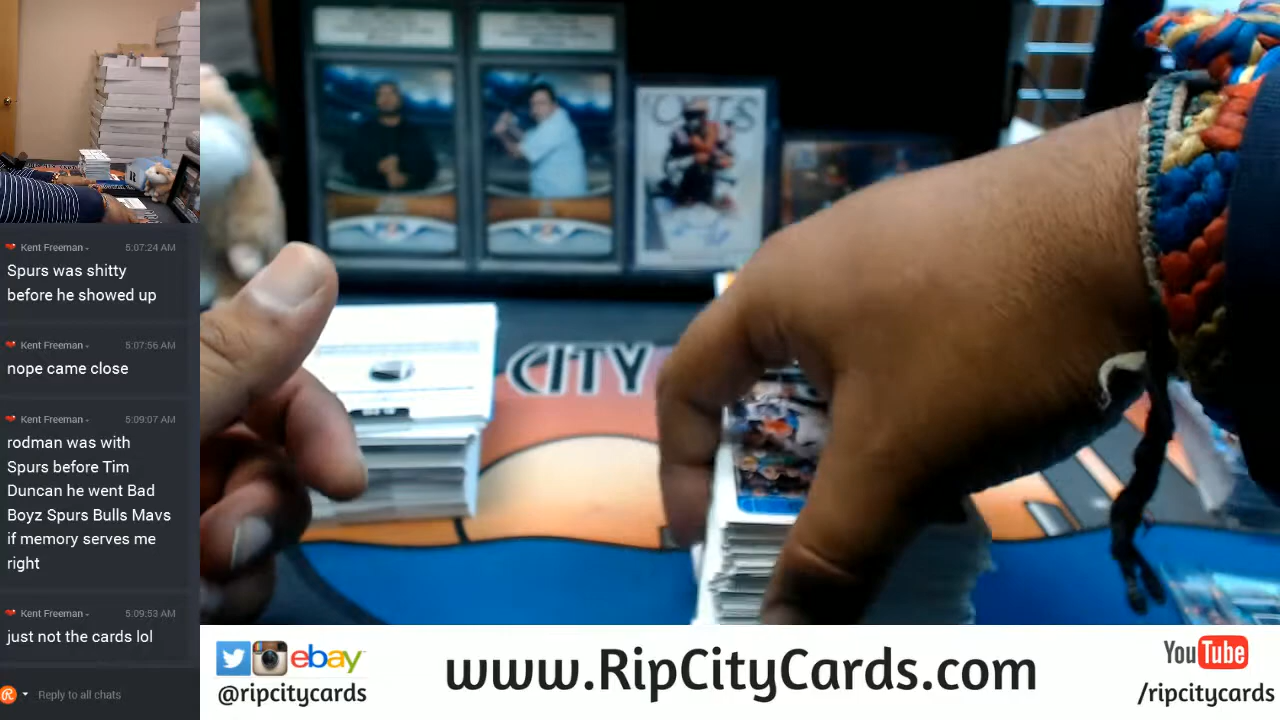 Kent Freeman 5:07:24 AM
Spurs was shitty
before he showed up
Kent Freeman 5:07:56 AM
nope came close
Kent Freeman 5:09:07 AM
rodman was with
Spurs before Tim
Duncan he went Bad
Boyz Spurs Bulls Mavs
if memory serves me
right
Kent Freeman 5:09:53 AM
just not the cards lol
Reply to all chats
CITY
ebay
@ripcitycards
www.RipCityCards.com
YouTube
/ripcitycards